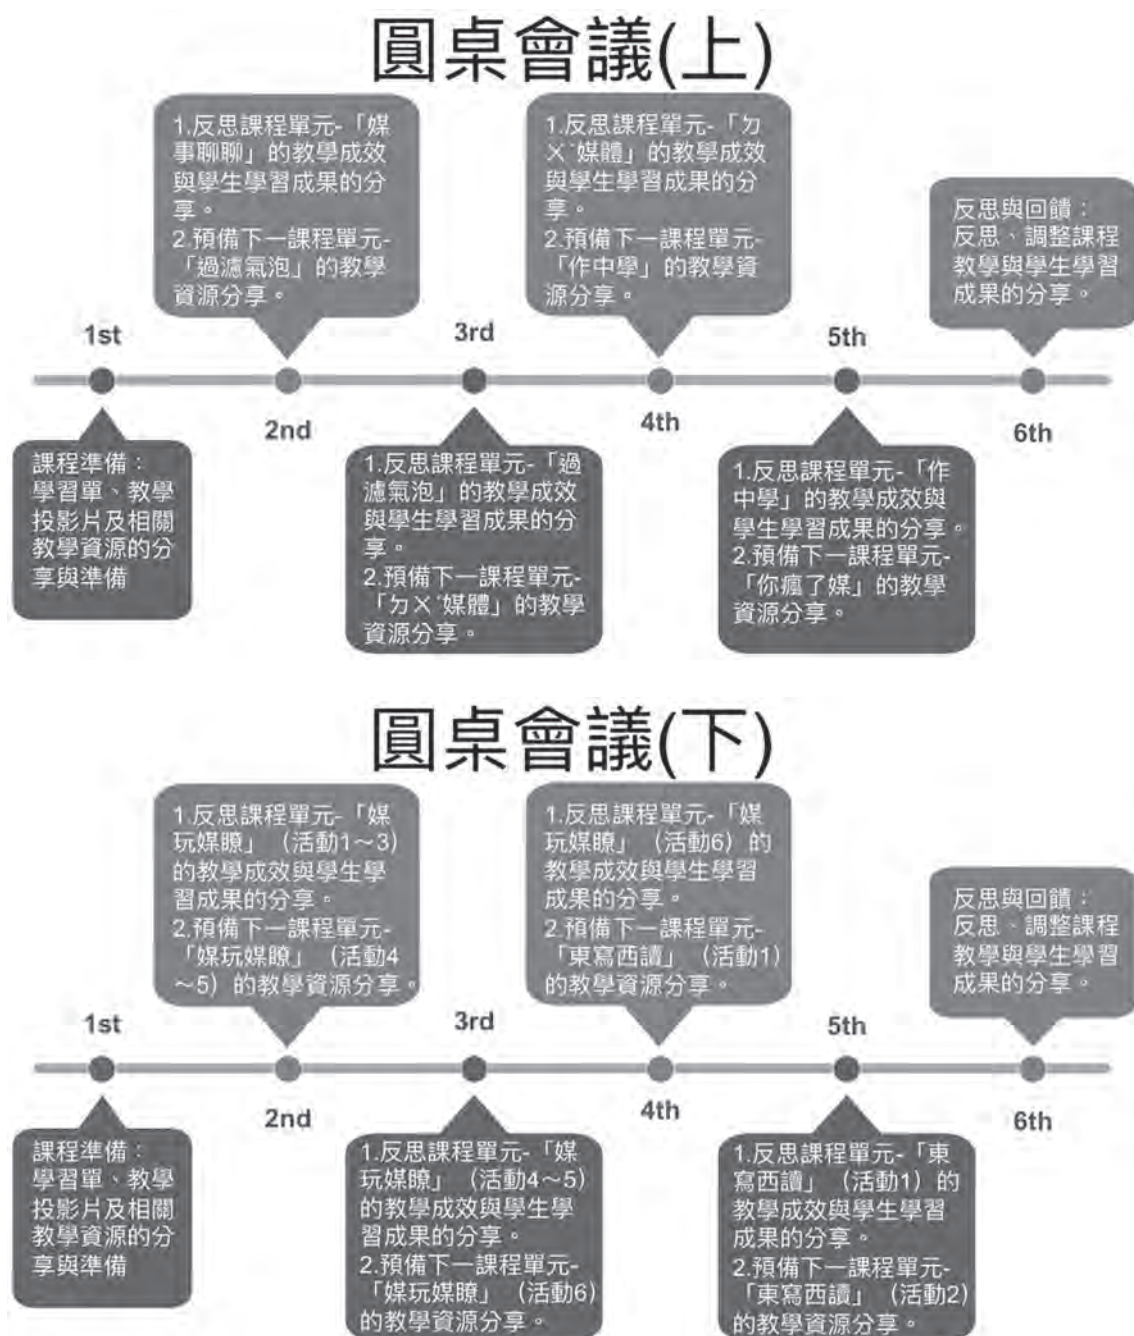 圓桌會議(上)
1.反思課程單元-「媒
事聊聊」的教學成效
與學生學習成果的分
享。
2.預備下一課程單元-
「過濾氣泡」的教學
資源分享。
1.反思課程單元-「ㄉ
ㄨˇ媒體」的教學成效
與學生學習成果的分
享。
2.預備下一課程單元-
「作中學」的教學資
源分享。
反思與回饋：
反思、調整課程
教學與學生學習
成果的分享。
1st
3rd
5th
2nd
4th
6th
課程準備：
學習單、教學
投影片及相關
教學資源的分
享與準備
1.反思課程單元-「過
濾氣泡」的教學成效
與學生學習成果的分
享。
2.預備下一課程單元-
「ㄉㄨˇ媒體」的教學
資源分享。
1.反思課程單元-「作
中學」的教學成效與
學生學習成果的分享。
2.預備下一課程單元-
「你瘋了媒」的教學
資源分享。
圓桌會議(下)
1.反思課程單元-「媒
玩媒瞭」（活動1～3）
的教學成效與學生學
習成果的分享。
2.預備下一課程單元-
「媒玩媒瞭」（活動4
～5）的教學資源分享。
1.反思課程單元-「媒
玩媒瞭」（活動6）的
教學成效與學生學習
成果的分享。
2.預備下一課程單元-
「東寫西讀」（活動1）
的教學資源分享。
反思與回饋：
反思、調整課程
教學與學生學習
成果的分享。
1st
3rd
5th
2nd
4th
6th
課程準備：
學習單、教學
投影片及相關
教學資源的分
享與準備
1.反思課程單元-「媒
玩媒瞭」（活動4～5）
的教學成效與學生學
習成果的分享。
2.預備下一課程單元-
「媒玩媒瞭」（活動6）
的教學資源分享。
1.反思課程單元-「東
寫西讀」（活動1）的
教學成效與學生學習
成果的分享。
2.預備下一課程單元-
「東寫西讀」（活動2）
的教學資源分享。